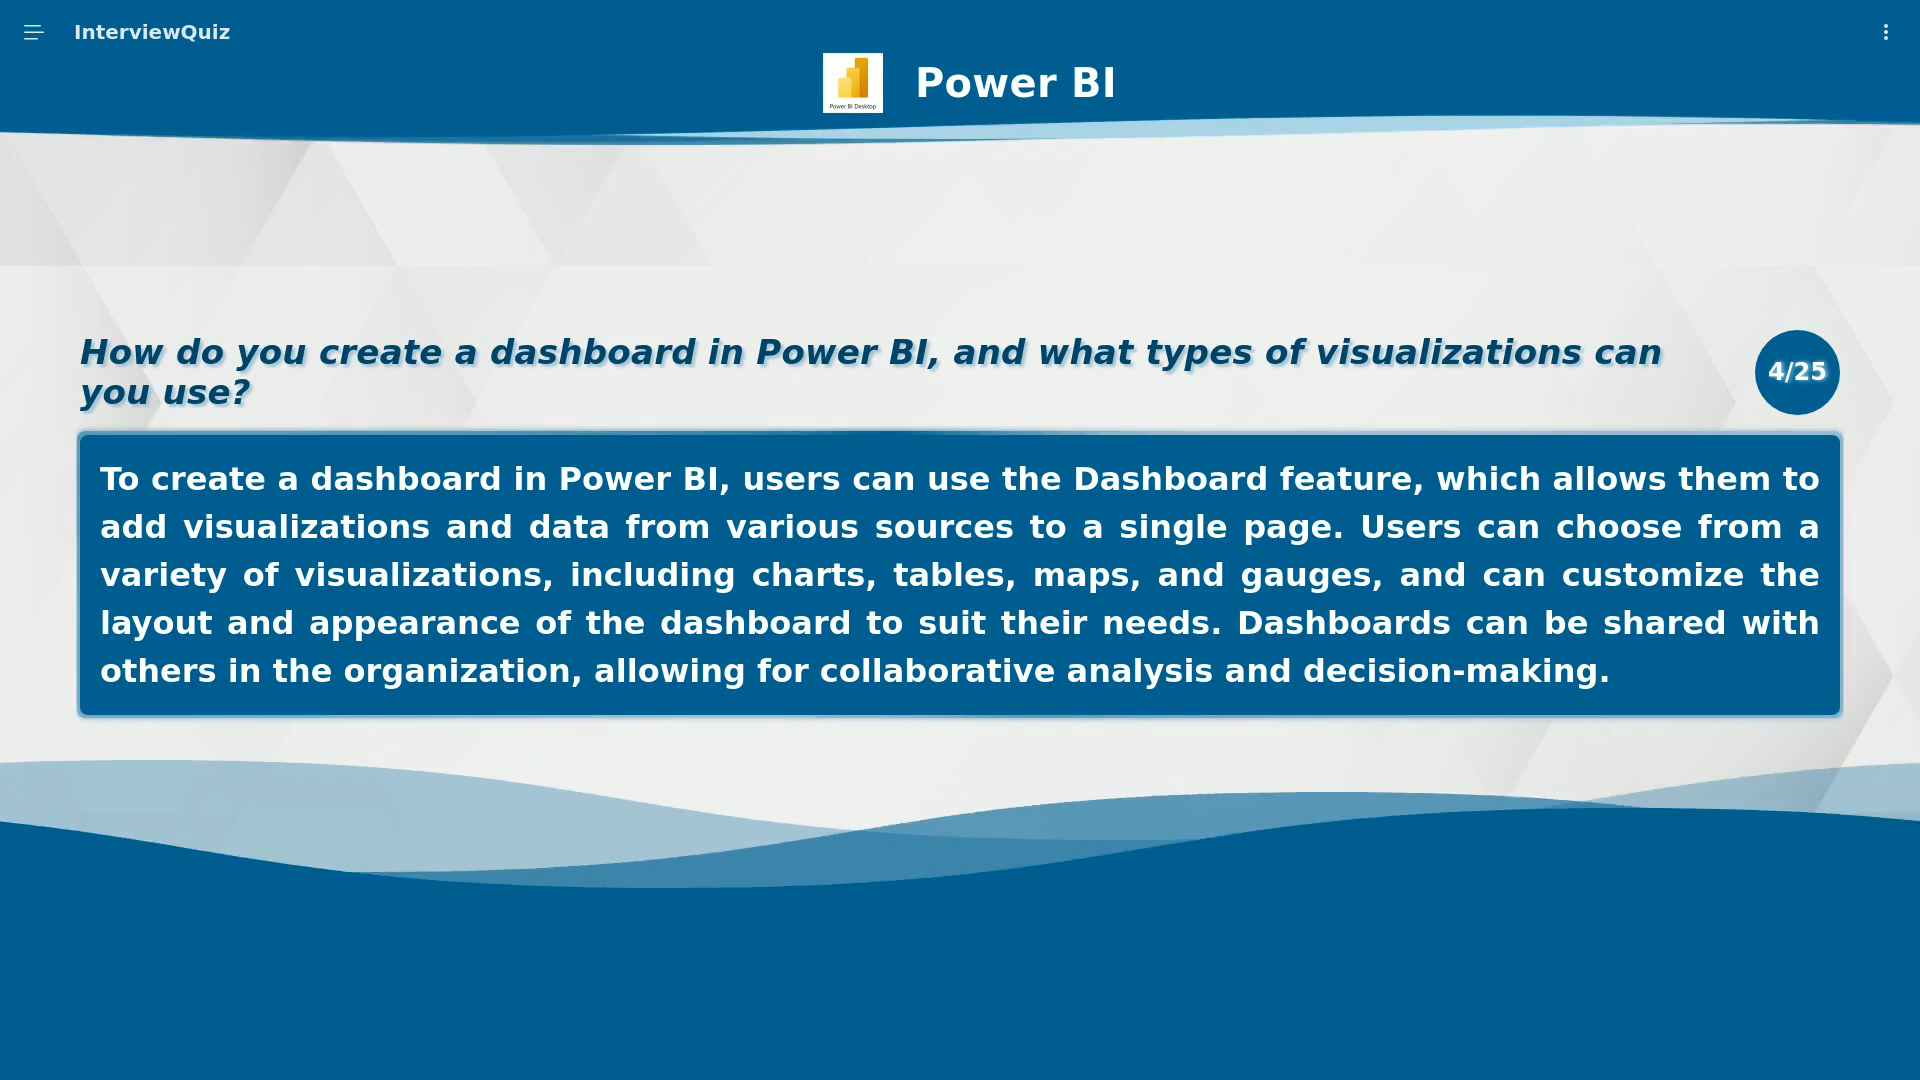 InterviewQuiz
Power BI Desktop
Power BI
How do you create a dashboard in Power BI, and what types of visualizations can
you use?
4/25
To create a dashboard in Power BI, users can use the Dashboard feature, which allows them to
add visualizations and data from various sources to a single page. Users can choose from a
variety of visualizations, including charts, tables, maps, and gauges, and can customize the
layout and appearance of the dashboard to suit their needs. Dashboards can be shared with
others in the organization, allowing for collaborative analysis and decision-making.